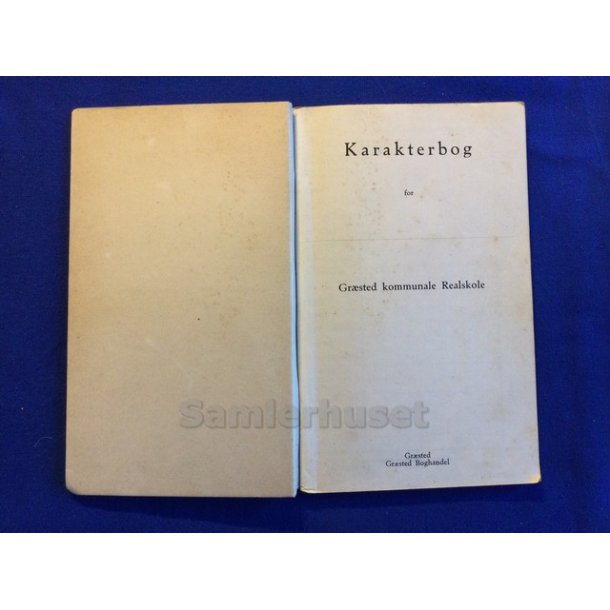 Karakterbog
for
Græsted kommunale Realskole
Samlerhuset
Græsted
Græsted Boghandel